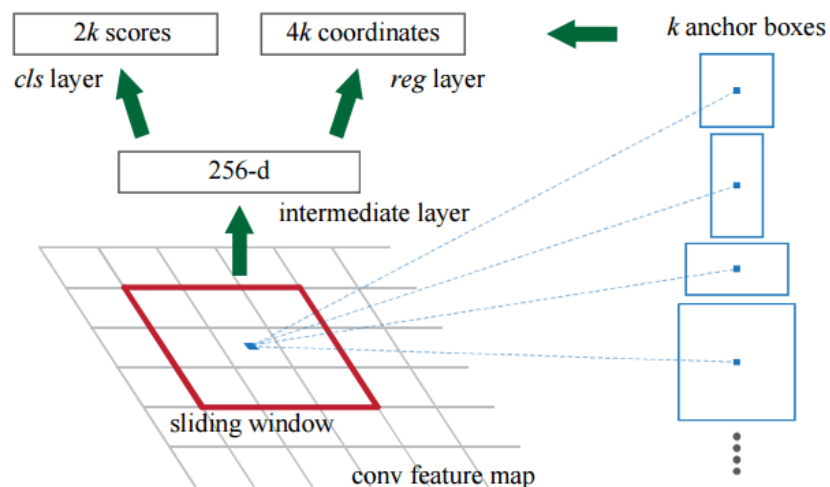 2k scores
4k coordinates
k anchor boxes
cls layer
reg layer
256-d
intermediate layer
sliding window
conv feature map